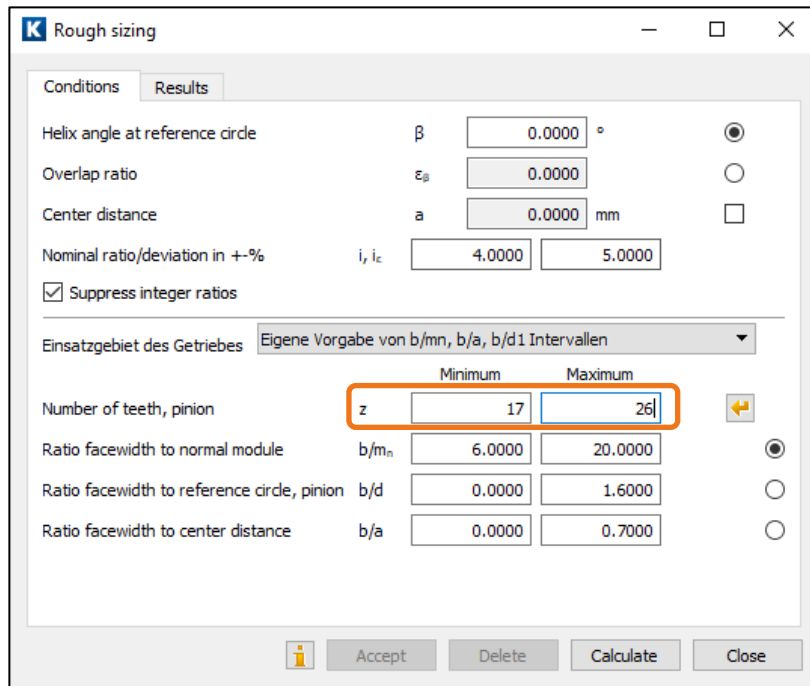 K Rough sizing
Conditions Results
Helix angle at reference circle β 0.0000 °
Overlap ratio εβ 0.0000
Center distance a 0.0000 mm
Nominal ratio/deviation in +-% i, ic 4.0000 5.0000
Suppress integer ratios
Einsatzgebiet des Getriebes Eigene Vorgabe von b/mn, b/a, b/d1 Intervallen
Minimum Maximum
Number of teeth, pinion z 17 26
Ratio facewidth to normal module b/mn 6.0000 20.0000
Ratio facewidth to reference circle, pinion b/d 0.0000 1.6000
Ratio facewidth to center distance b/a 0.0000 0.7000
i Accept Delete Calculate Close